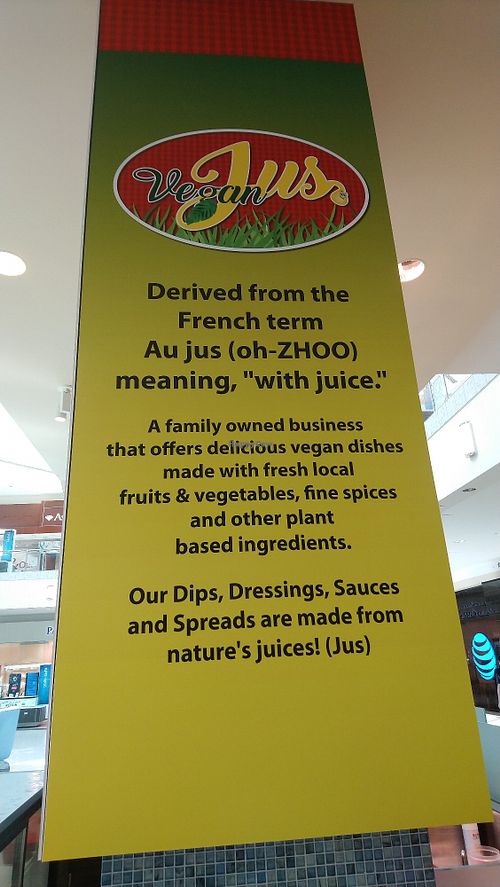 Vegan Jus
Derived from the
French term
Au jus (oh-ZHOO)
meaning, "with juice."
A family owned business
that offers delicious vegan dishes
made with fresh local
fruits & vegetables, fine spices
and other plant
based ingredients.
Our Dips, Dressings, Sauces
and Spreads are made from
nature's juices! (Jus)